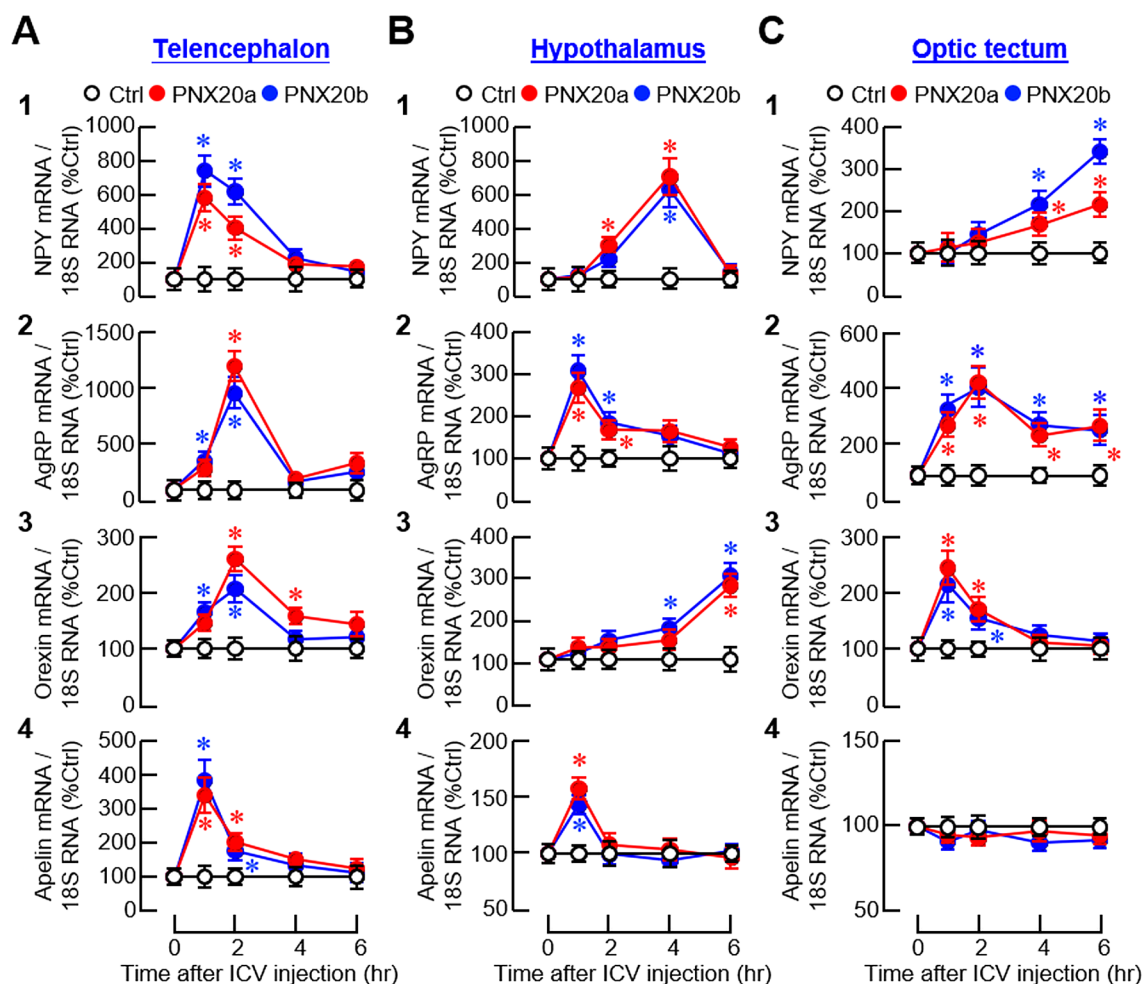 A Telencephalon
B Hypothalamus
C Optic tectum
Ctrl PNX20a PNX20b
Ctrl PNX20a PNX20b
Ctrl PNX20a PNX20b
1
NPY mRNA /
18S RNA (%Ctrl)
1000
800
600
400
200
0
1
NPY mRNA /
18S RNA (%Ctrl)
1000
800
600
400
200
0
1
NPY mRNA /
18S RNA (%Ctrl)
400
300
200
100
0
2
AgRP mRNA /
18S RNA (%Ctrl)
1500
1000
500
0
2
AgRP mRNA /
18S RNA (%Ctrl)
400
300
200
100
0
2
AgRP mRNA /
18S RNA (%Ctrl)
600
400
200
0
3
Orexin mRNA /
18S RNA (%Ctrl)
300
200
100
0
3
Orexin mRNA /
18S RNA (%Ctrl)
400
300
200
100
0
3
Orexin mRNA /
18S RNA (%Ctrl)
300
200
100
0
4
Apelin mRNA /
18S RNA (%Ctrl)
500
400
300
200
100
0
0 2 4 6
Time after ICV injection (hr)
4
Apelin mRNA /
18S RNA (%Ctrl)
200
150
100
50
0 2 4 6
Time after ICV injection (hr)
4
Apelin mRNA /
18S RNA (%Ctrl)
150
100
50
0 2 4 6
Time after ICV injection (hr)